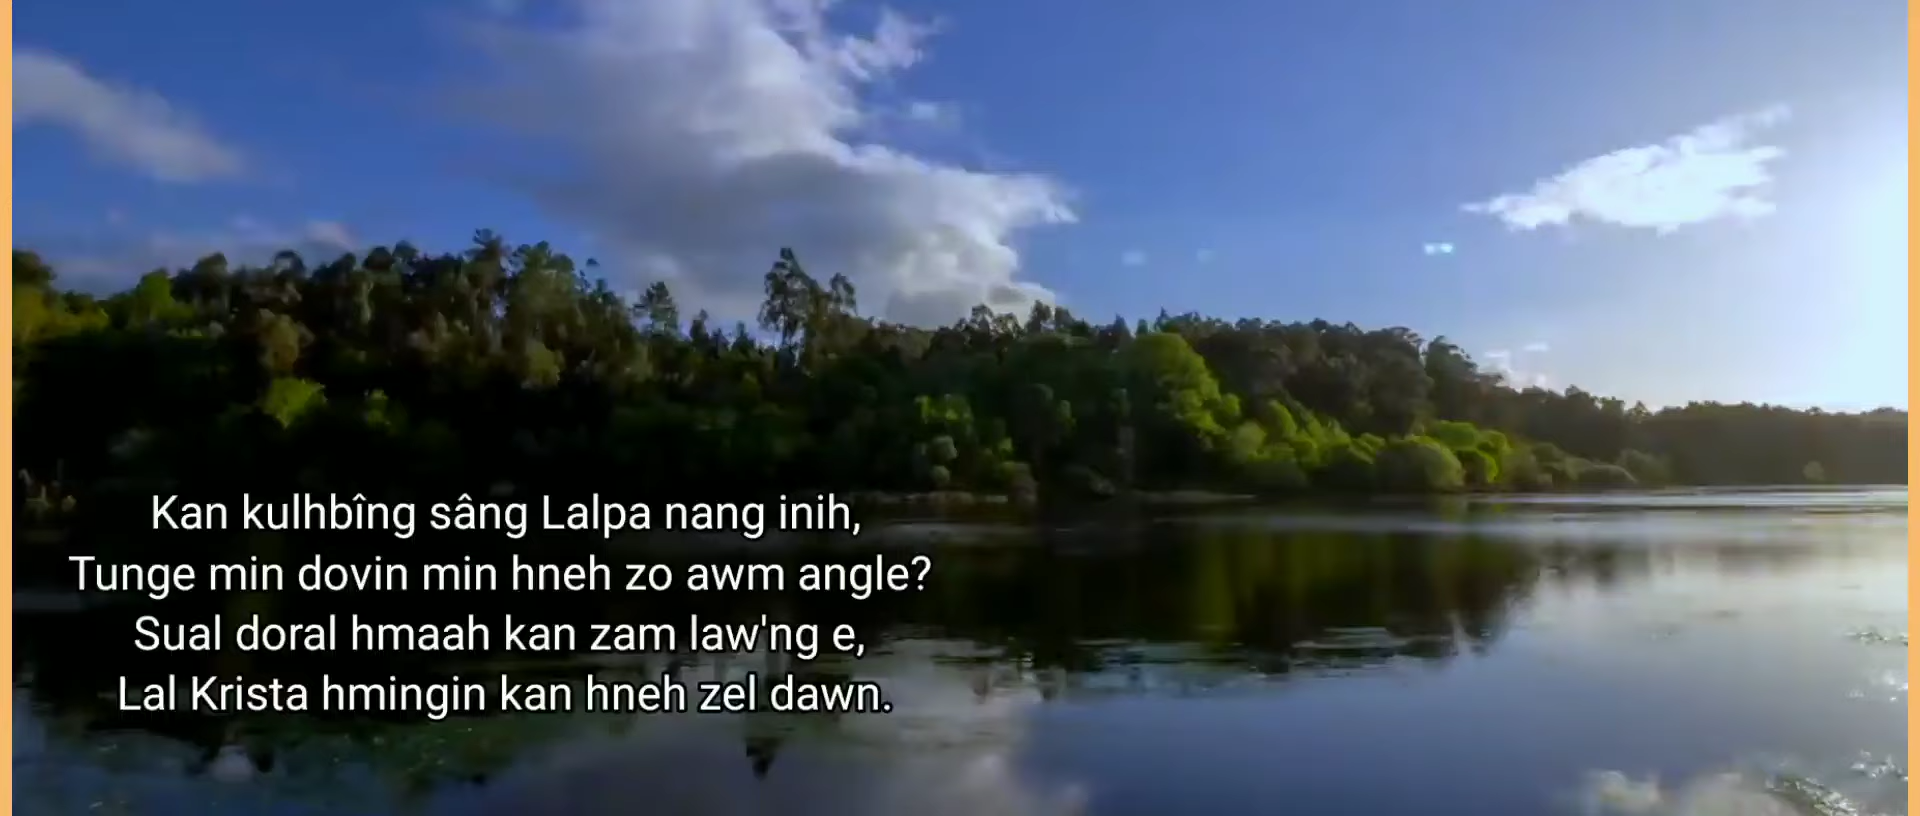 Kan kulhbîng sâng Lalpa nang inih,
Tunge min dovin min hneh zo awm angle?
Sual doral hmaah kan zam law'ng e,
Lal Krista hmingin kan hneh zel dawn.